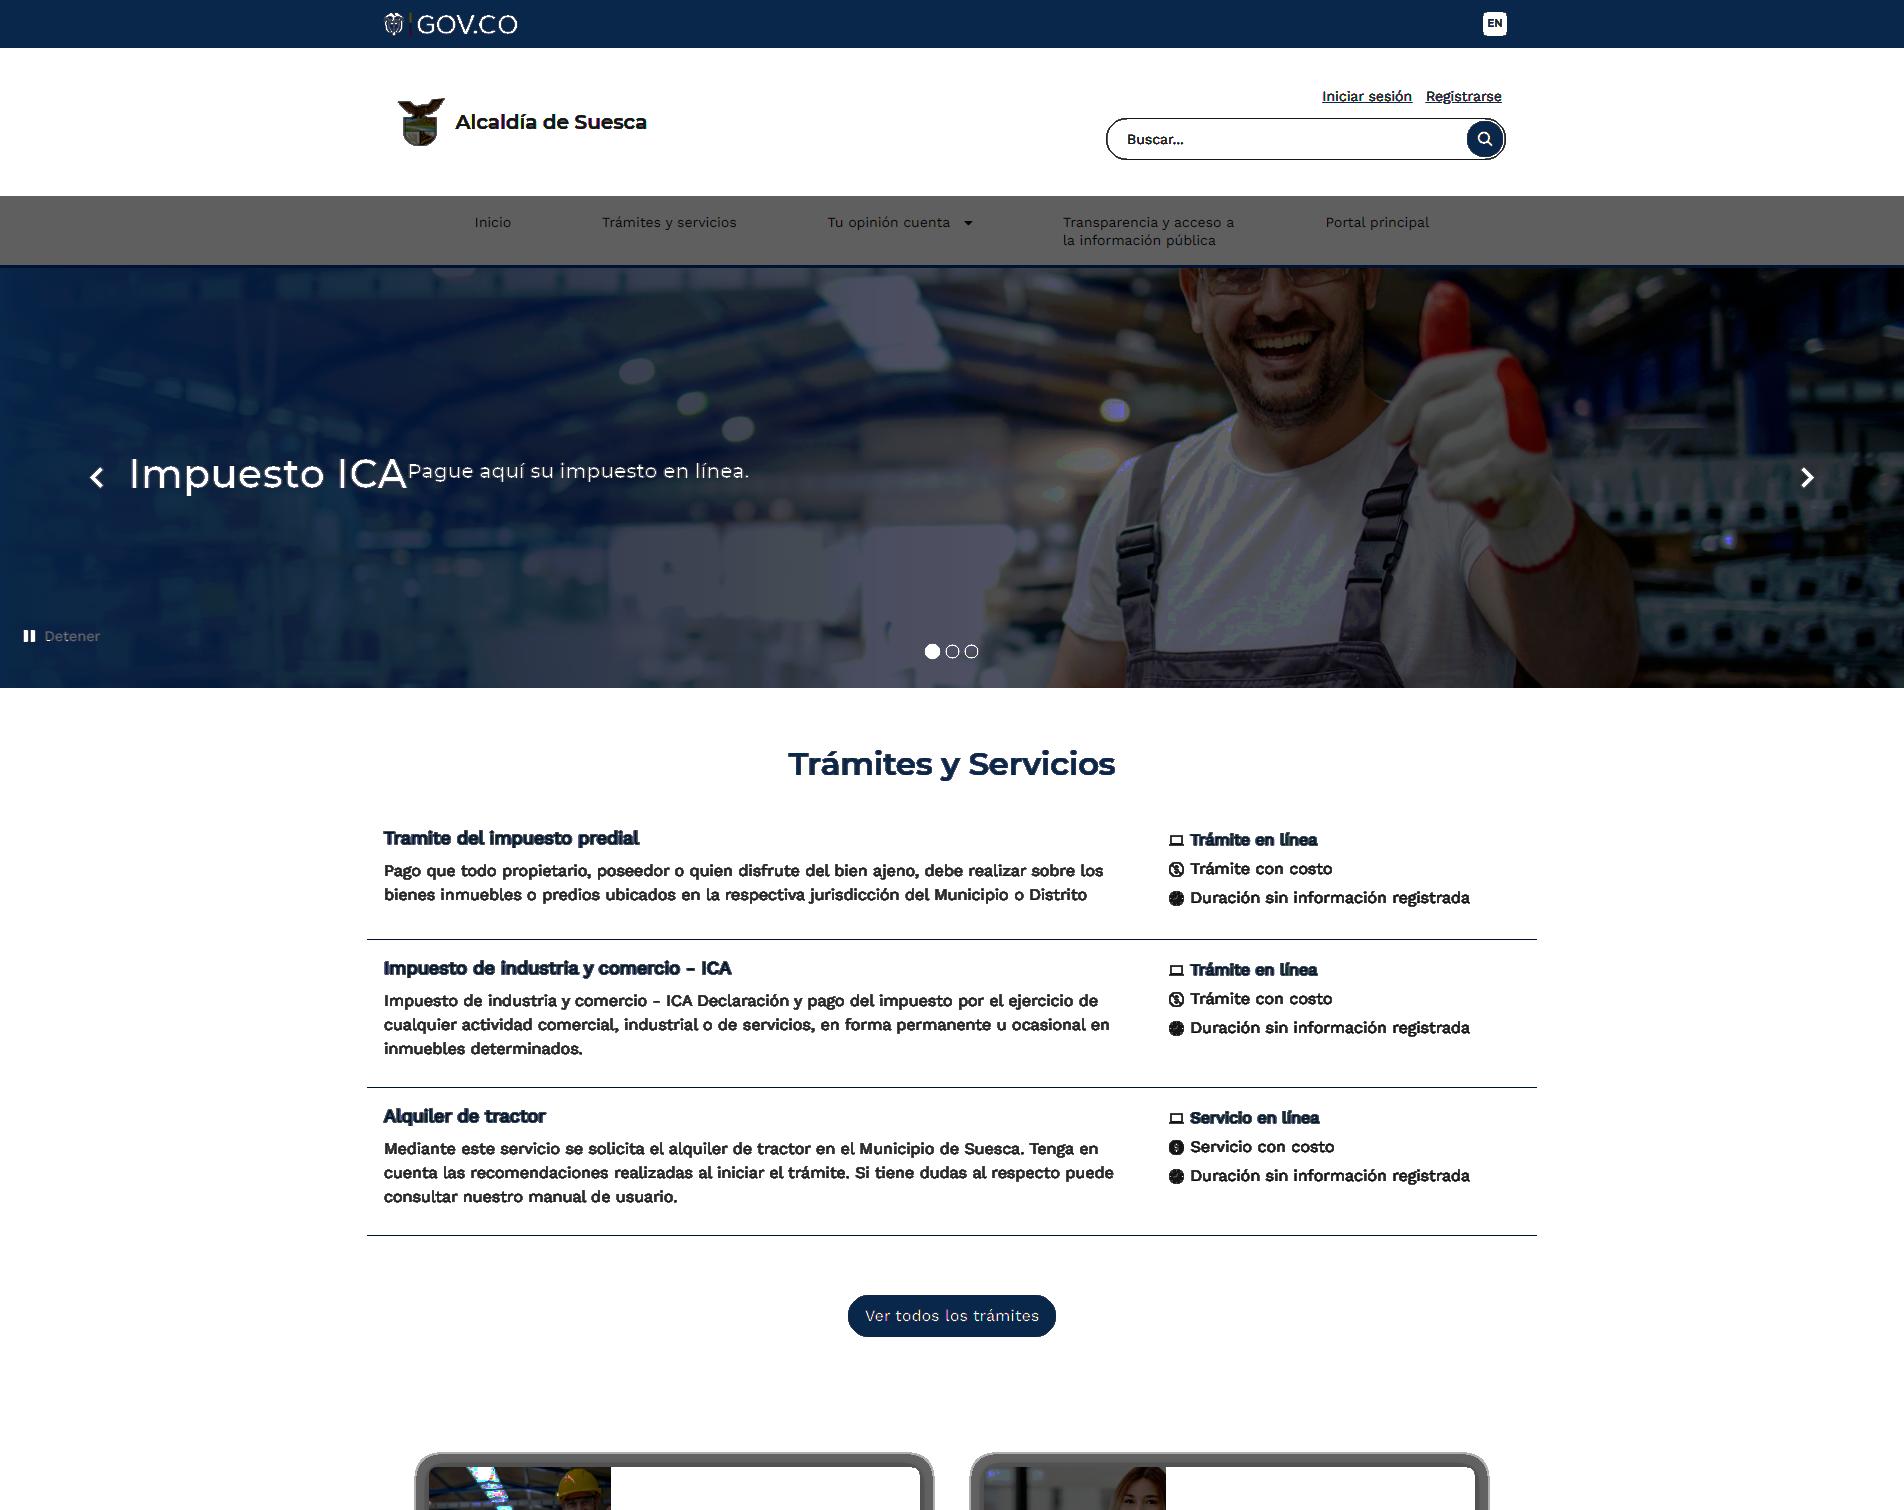 GOV.CO
EN
Iniciar sesión Registrarse
Alcaldía de Suesca
Buscar...
Inicio
Trámites y servicios
Tu opinión cuenta
Transparencia y acceso a
la información pública
Portal principal
Impuesto ICA
Pague aquí su impuesto en línea.
Detener
Trámites y Servicios
Tramite del impuesto predial
Pago que todo propietario, poseedor o quien disfrute del bien ajeno, debe realizar sobre los
bienes inmuebles o predios ubicados en la respectiva jurisdicción del Municipio o Distrito
Trámite en línea
Trámite con costo
Duración sin información registrada
Impuesto de industria y comercio - ICA
Impuesto de industria y comercio - ICA Declaración y pago del impuesto por el ejercicio de
cualquier actividad comercial, industrial o de servicios, en forma permanente u ocasional en
inmuebles determinados.
Trámite en línea
Trámite con costo
Duración sin información registrada
Alquiler de tractor
Mediante este servicio se solicita el alquiler de tractor en el Municipio de Suesca. Tenga en
cuenta las recomendaciones realizadas al iniciar el trámite. Si tiene dudas al respecto puede
consultar nuestro manual de usuario.
Servicio en línea
Servicio con costo
Duración sin información registrada
Ver todos los trámites